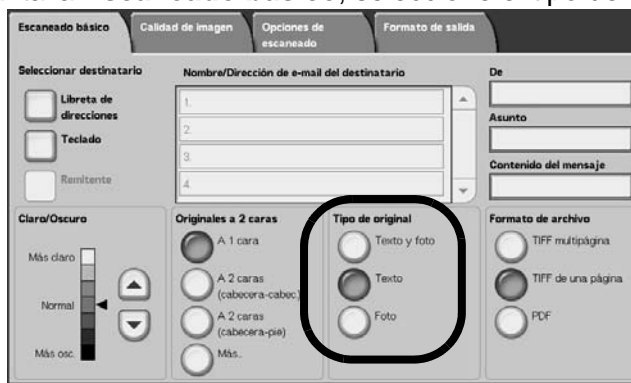 Escaneado básico
Calidad de imagen
Opciones de
escaneado
Formato de salida
Seleccionar destinatario
Nombre/Dirección de e-mail del destinatario
De
Libreta de
direcciones
Teclado
Remitente
1.
2.
3.
4.
Asunto
Contenido del mensaje
Claro/Oscuro
Más claro
Normal
Más osc.
Originales a 2 caras
A 1 cara
A 2 caras
(cabecera-cabec.)
A 2 caras
(cabecera-pie)
Más..
Tipo de original
Texto y foto
Texto
Foto
Formato de archivo
TIFF multipágina
TIFF de una página
PDF